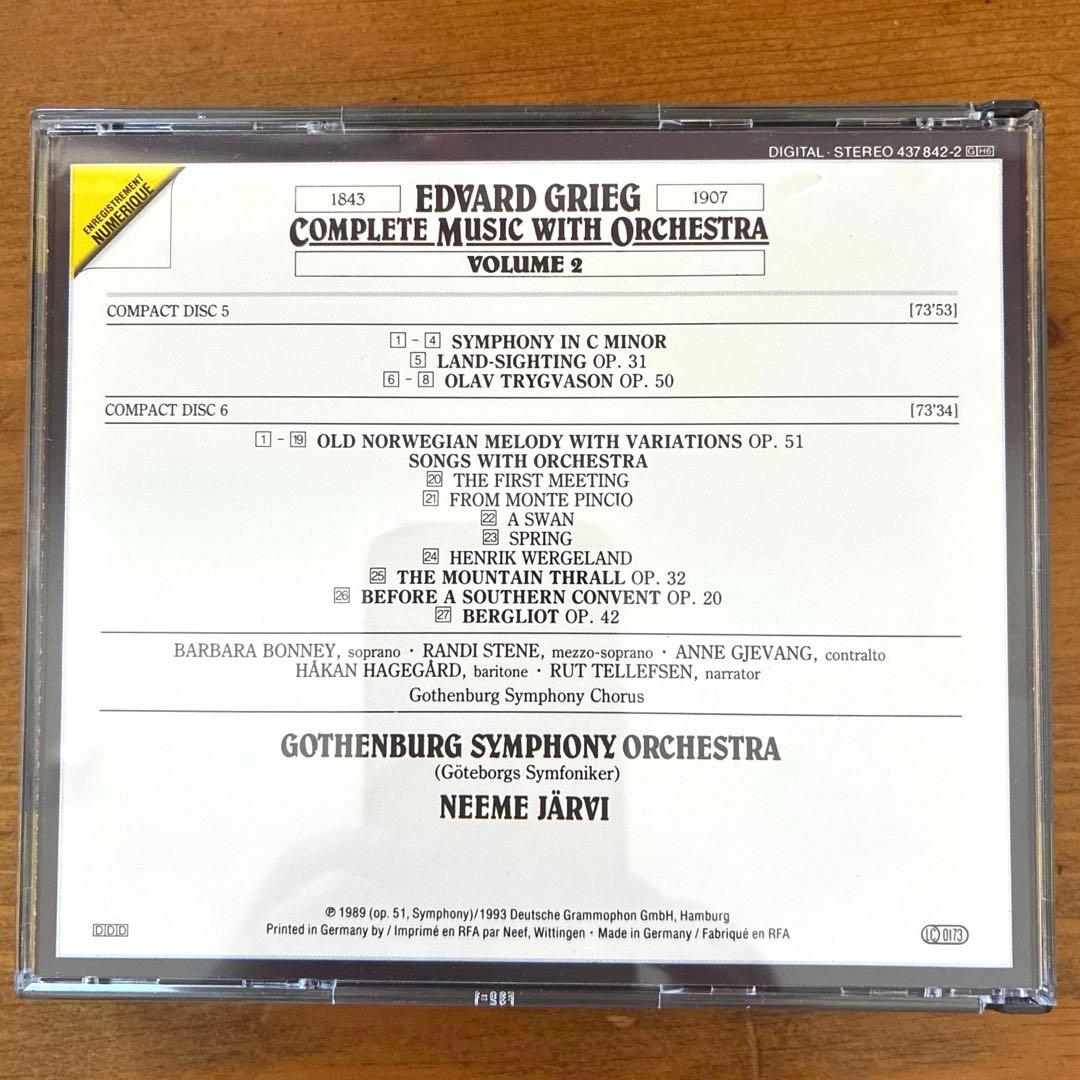 DIGITAL · STEREO 437 842-2 GH6
ENREGISTREMENT
NUMERIQUE
1843 EDVARD GRIEG 1907
COMPLETE MUSIC WITH ORCHESTRA
VOLUME 2
COMPACT DISC 5 [73'53]
1 - 4 SYMPHONY IN C MINOR
5 LAND-SIGHTING OP. 31
6 - 8 OLAV TRYGVASON OP. 50
COMPACT DISC 6 [73'34]
1 - 19 OLD NORWEGIAN MELODY WITH VARIATIONS OP. 51
SONGS WITH ORCHESTRA
20 THE FIRST MEETING
21 FROM MONTE PINCIO
22 A SWAN
23 SPRING
24 HENRIK WERGELAND
25 THE MOUNTAIN THRALL OP. 32
26 BEFORE A SOUTHERN CONVENT OP. 20
27 BERGLIOT OP. 42
BARBARA BONNEY, soprano · RANDI STENE, mezzo-soprano · ANNE GJEVANG, contralto
HÅKAN HAGEGÅRD, baritone · RUT TELLEFSEN, narrator
Gothenburg Symphony Chorus
GOTHENBURG SYMPHONY ORCHESTRA
(Göteborgs Symfoniker)
NEEME JÄRVI
℗ 1989 (op. 51, Symphony)/1993 Deutsche Grammophon GmbH, Hamburg
Printed in Germany by / Imprimé en RFA par Neef, Wittingen · Made in Germany / Fabriqué en RFA
DDD
LC 0173